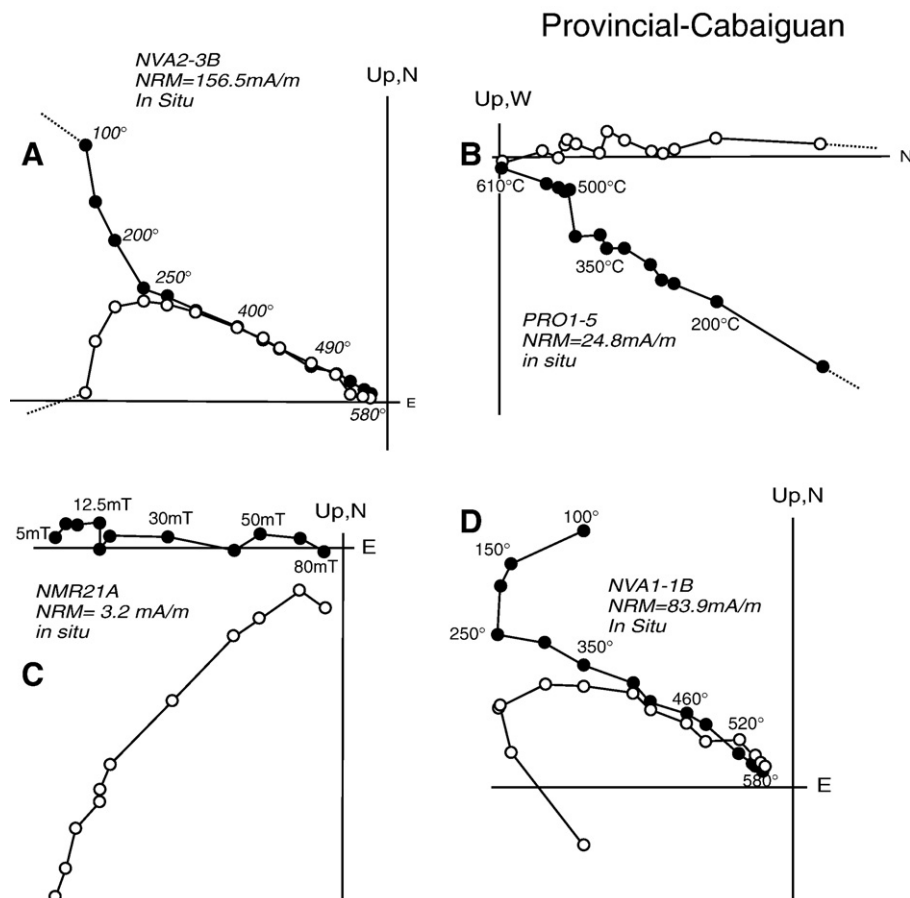 Provincial-Cabaiguan
NVA2-3B
NRM=156.5mA/m
In Situ
Up,N
A
100°
200°
250°
400°
490°
580°
E
Up,W
B
N
610°C
500°C
350°C
200°C
PRO1-5
NRM=24.8mA/m
in situ
12.5mT
5mT
30mT
50mT
Up,N
E
80mT
NMR21A
NRM= 3.2 mA/m
in situ
C
D
Up,N
100°
150°
NVA1-1B
NRM=83.9mA/m
In Situ
250°
350°
460°
520°
580°
E